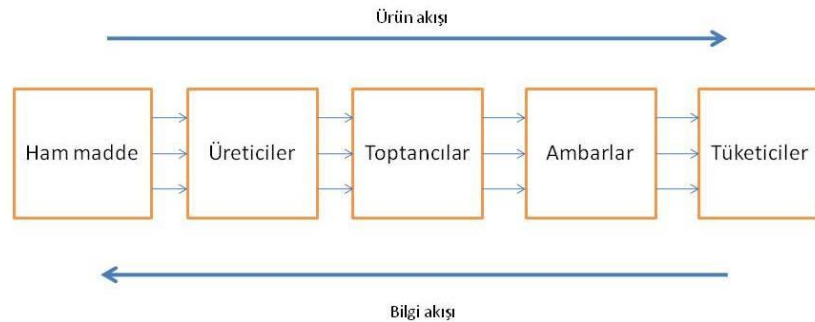 Ürün akışı
Ham madde
Üreticiler
Toptancılar
Ambarlar
Tüketiciler
Bilgi akışı